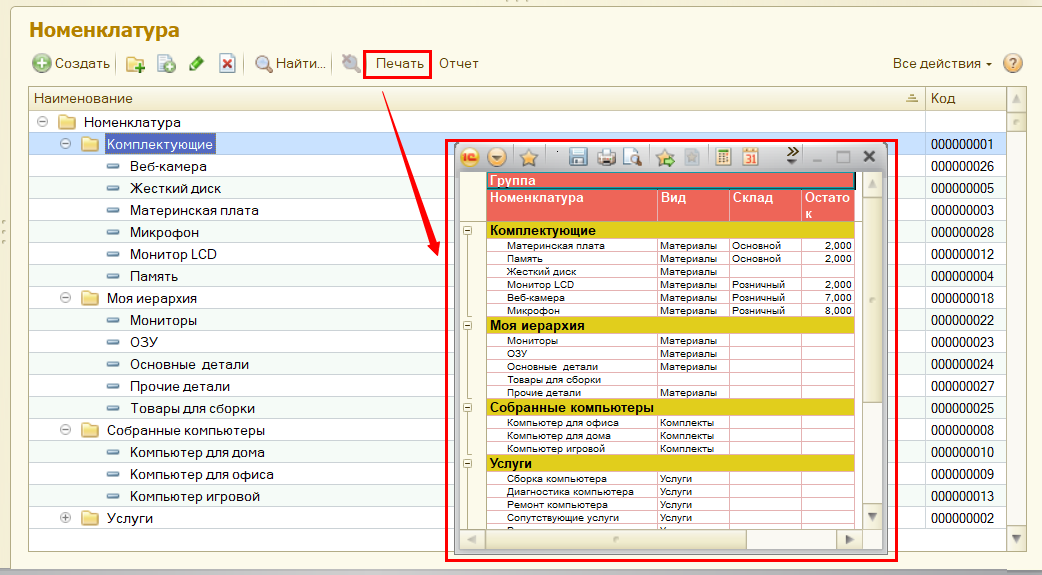 Номенклатура
Создать Найти... Печать Отчет Все действия ?
Наименование Код
Номенклатура
Комплектующие 000000001
Веб-камера 000000026
Жесткий диск 000000005
Материнская плата 000000003
Микрофон 000000028
Монитор LCD 000000012
Память 000000004
Моя иерархия 000000018
Мониторы 000000022
ОЗУ 000000023
Основные детали 000000024
Прочие детали 000000027
Товары для сборки 000000025
Собранные компьютеры 000000008
Компьютер для дома 000000010
Компьютер для офиса 000000009
Компьютер игровой 000000013
Услуги 000000002
1С 31
Группа
Номенклатура Вид Склад Остато
к
Комплектующие
Материнская плата Материалы Основной 2,000
Память Материалы Основной 2,000
Жесткий диск Материалы
Монитор LCD Материалы Розничный 2,000
Веб-камера Материалы Розничный 7,000
Микрофон Материалы Розничный 8,000
Моя иерархия
Мониторы Материалы
ОЗУ Материалы
Основные детали Материалы
Товары для сборки
Прочие детали Материалы
Собранные компьютеры
Компьютер для офиса Комплекты
Компьютер для дома Комплекты
Компьютер игровой Комплекты
Услуги
Сборка компьютера Услуги
Диагностика компьютера Услуги
Ремонт компьютера Услуги
Сопутствующие услуги Услуги